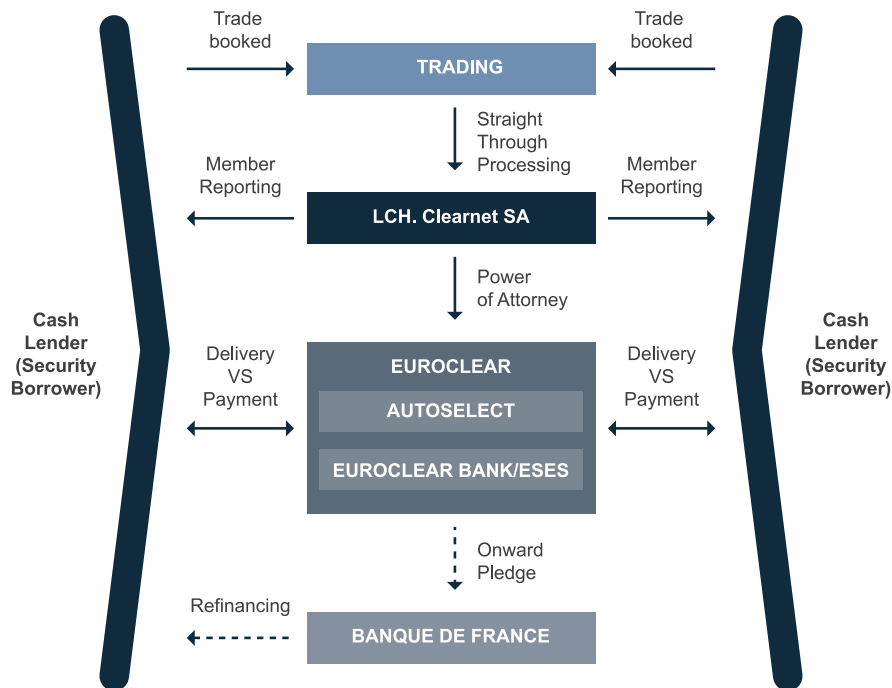 Trade
booked
Trade
booked
TRADING
Straight
Through
Processing
Member
Reporting
Member
Reporting
LCH. Clearnet SA
Power
of Attorney
Cash
Lender
(Security
Borrower)
Cash
Lender
(Security
Borrower)
Delivery
VS
Payment
EUROCLEAR
AUTOSELECT
EUROCLEAR BANK/ESES
Delivery
VS
Payment
Onward
Pledge
Refinancing
BANQUE DE FRANCE